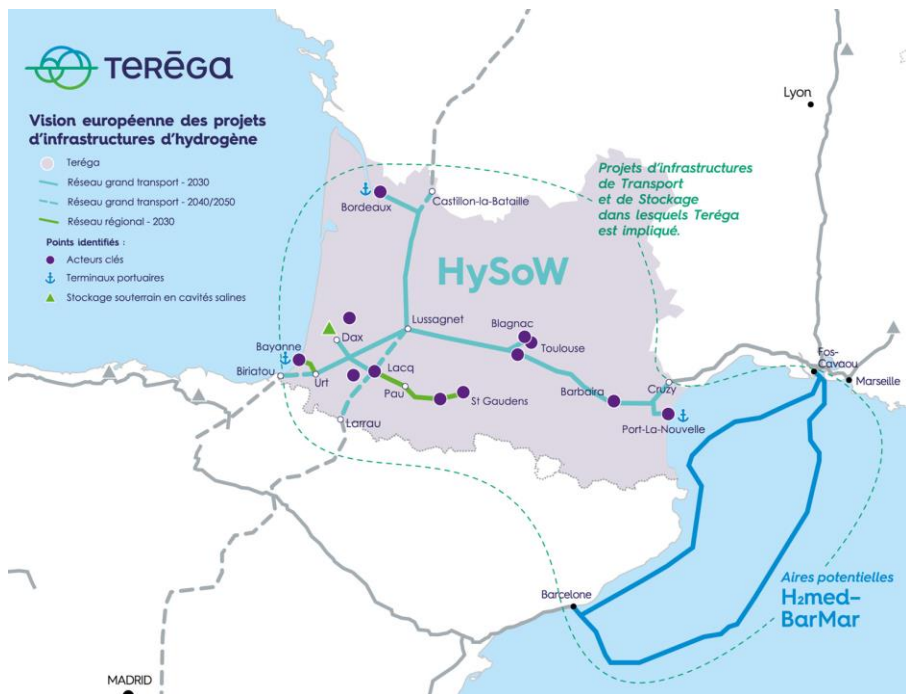 TERĒGA
Vision européenne des projets
d'infrastructures d'hydrogène
Teréga
Réseau grand transport - 2030
Réseau grand transport - 2040/2050
Réseau régional - 2030
Points identifiés :
Acteurs clés
Terminaux portuaires
Stockage souterrain en cavités salines
Lyon
Projets d'infrastructures
de Transport
et de Stockage
dans lesquels Teréga
est impliqué.
Bordeaux
Castillon-la-Bataille
HySoW
Lussagnet
Blagnac
Toulouse
Dax
Bayanne
Biriatou
Urt
Lacq
Pau
St Gaudens
Larrau
Barbaira
Cruzy
Port-La-Nouvelle
Fos-
Cavaou
Marseille
Barcelone
Aires potentielles
H₂med–
BarMar
MADRID